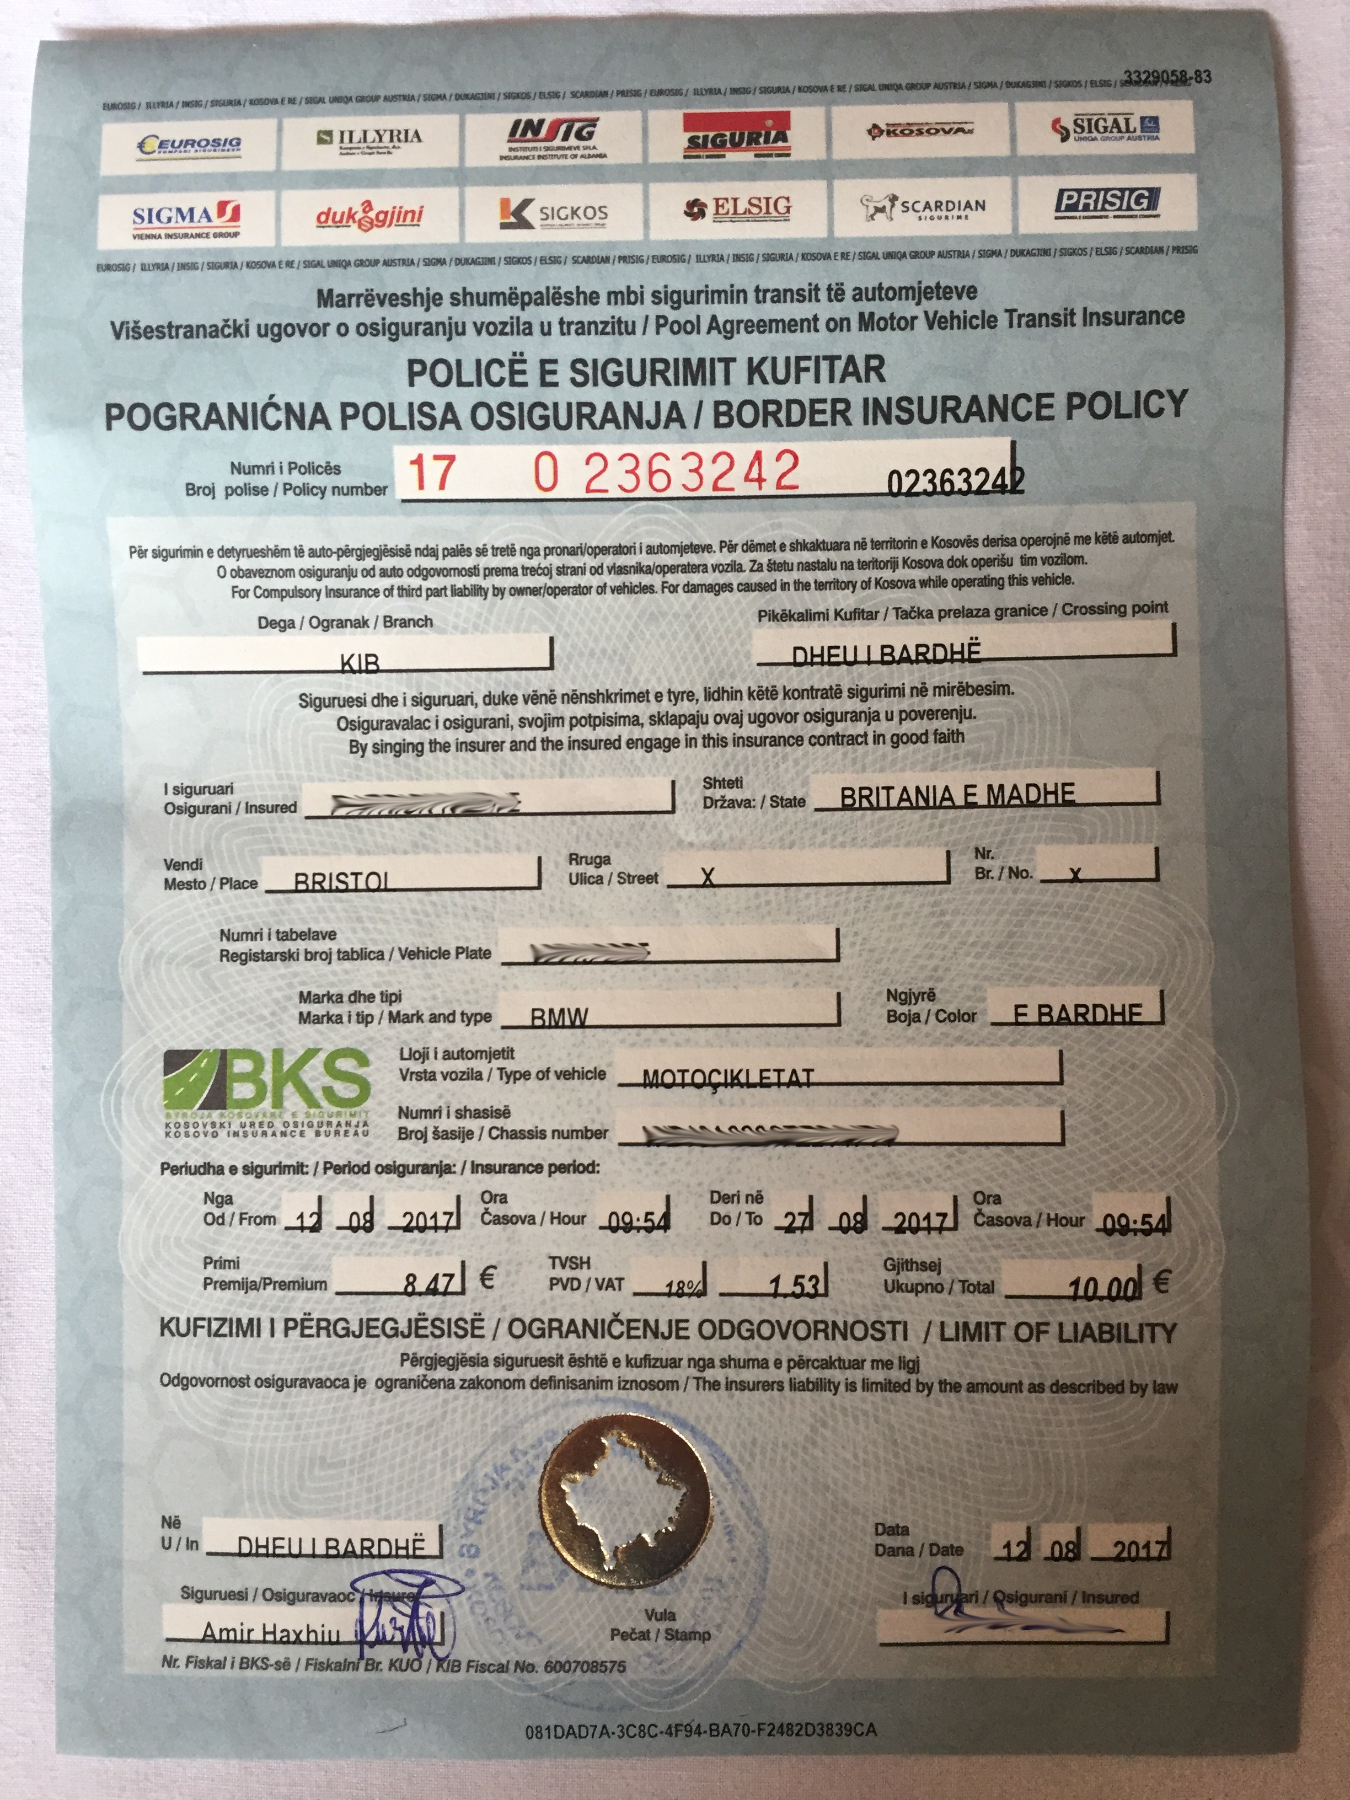 3329058-83
EUROSIG / ILLYRIA / INSIG / SIGURIA / KOSOVA E RE / SIGAL UNIQA GROUP AUSTRIA / SIGMA / DUKAGJINI / SIGKOS / ELSIG / SCARDIAN / PRISIG / EUROSIG / ILLYRIA / INSIG / SIGURIA / KOSOVA E RE / SIGAL UNIQA GROUP AUSTRIA / SIGMA / DUKAGJINI / SIGKOS / ELSIG /
EUROSIG ILLYRIA INSIG SIGURIA KOSOVA SIGAL
INSTITUTI I SIGURIMEVE SH.A. UNIQA GROUP AUSTRIA
INSURANCE INSTITUTE OF ALBANIA
SIGMA dukagjini SIGKOS ELSIG SCARDIAN PRISIG
VIENNA INSURANCE GROUP SIGURIME
EUROSIG / ILLYRIA / INSIG / SIGURIA / KOSOVA E RE / SIGAL UNIQA GROUP AUSTRIA / SIGMA / DUKAGJINI / SIGKOS / ELSIG / SCARDIAN / PRISIG / EUROSIG / ILLYRIA / INSIG / SIGURIA / KOSOVA E RE / SIGAL UNIQA GROUP AUSTRIA / SIGMA / DUKAGJINI / SIGKOS / ELSIG / SCARDIAN / PRISIG
Marrëveshje shumëpalëshe mbi sigurimin transit të automjeteve
Višestranački ugovor o osiguranju vozila u tranzitu / Pool Agreement on Motor Vehicle Transit Insurance
POLICË E SIGURIMIT KUFITAR
POGRANIĆNA POLISA OSIGURANJA / BORDER INSURANCE POLICY
Numri i Policës
Broj polise / Policy number 17 0 2363242 02363242
Për sigurimin e detyrueshëm të auto-përgjegjësisë ndaj palës së tretë nga pronari/operatori i automjeteve. Për dëmet e shkaktuara në territorin e Kosovës derisa operojnë me këtë automjet.
O obaveznom osiguranju od auto odgovornosti prema trećoj strani od vlasnika/operatera vozila. Za štetu nastalu na teritoriji Kosova dok operišu tim vozilom.
For Compulsory Insurance of third part liability by owner/operator of vehicles. For damages caused in the territory of Kosova while operating this vehicle.
Dega / Ogranak / Branch Pikëkalimi Kufitar / Tačka prelaza granice / Crossing point
KIB DHEU I BARDHË
Siguruesi dhe i siguruari, duke vënë nënshkrimet e tyre, lidhin këtë kontratë sigurimi në mirëbesim.
Osiguravalac i osigurani, svojim potpisima, sklapaju ovaj ugovor osiguranja u poverenju.
By singing the insurer and the insured engage in this insurance contract in good faith
I siguruari Shteti
Osigurani / Insured Država: / State BRITANIA E MADHE
Vendi Rruga Nr.
Mesto / Place BRISTOL Ulica / Street X Br. / No. X
Numri i tabelave
Registarski broj tablica / Vehicle Plate
Marka dhe tipi Ngjyrë
Marka i tip / Mark and type BMW Boja / Color E BARDHE
BKS
BYROJA KOSOVARE E SIGURIMIT
KOSOVSKI URED OSIGURANJA
KOSOVO INSURANCE BUREAU
Lloji i automjetit
Vrsta vozila / Type of vehicle MOTOÇIKLETAT
Numri i shasisë
Broj šasije / Chassis number
Periudha e sigurimit: / Period osiguranja: / Insurance period:
Nga Ora Deri në Ora
Od / From 12 08 2017 Časova / Hour 09:54 Do / To 27 08 2017 Časova / Hour 09:54
Primi TVSH Gjithsej
Premija/Premium 8.47 € PVD / VAT 18% 1.53 Ukupno / Total 10.00 €
KUFIZIMI I PËRGJEGJËSISË / OGRANIČENJE ODGOVORNOSTI / LIMIT OF LIABILITY
Përgjegjësia siguruesit është e kufizuar nga shuma e përcaktuar me ligj
Odgovornost osiguravaoca je ograničena zakonom definisanim iznosom / The insurers liability is limited by the amount as described by law
Në Data
U / In DHEU I BARDHË Dana / Date 12 08 2017
Siguruesi / Osiguravaoc / Insurer I siguruari / Osigurani / Insured
Amir Haxhiu
Vula
Pečat / Stamp
Nr. Fiskal i BKS-së / Fiskalni Br. KUO / KIB Fiscal No. 600708575
081DAD7A-3C8C-4F94-BA70-F2482D3839CA